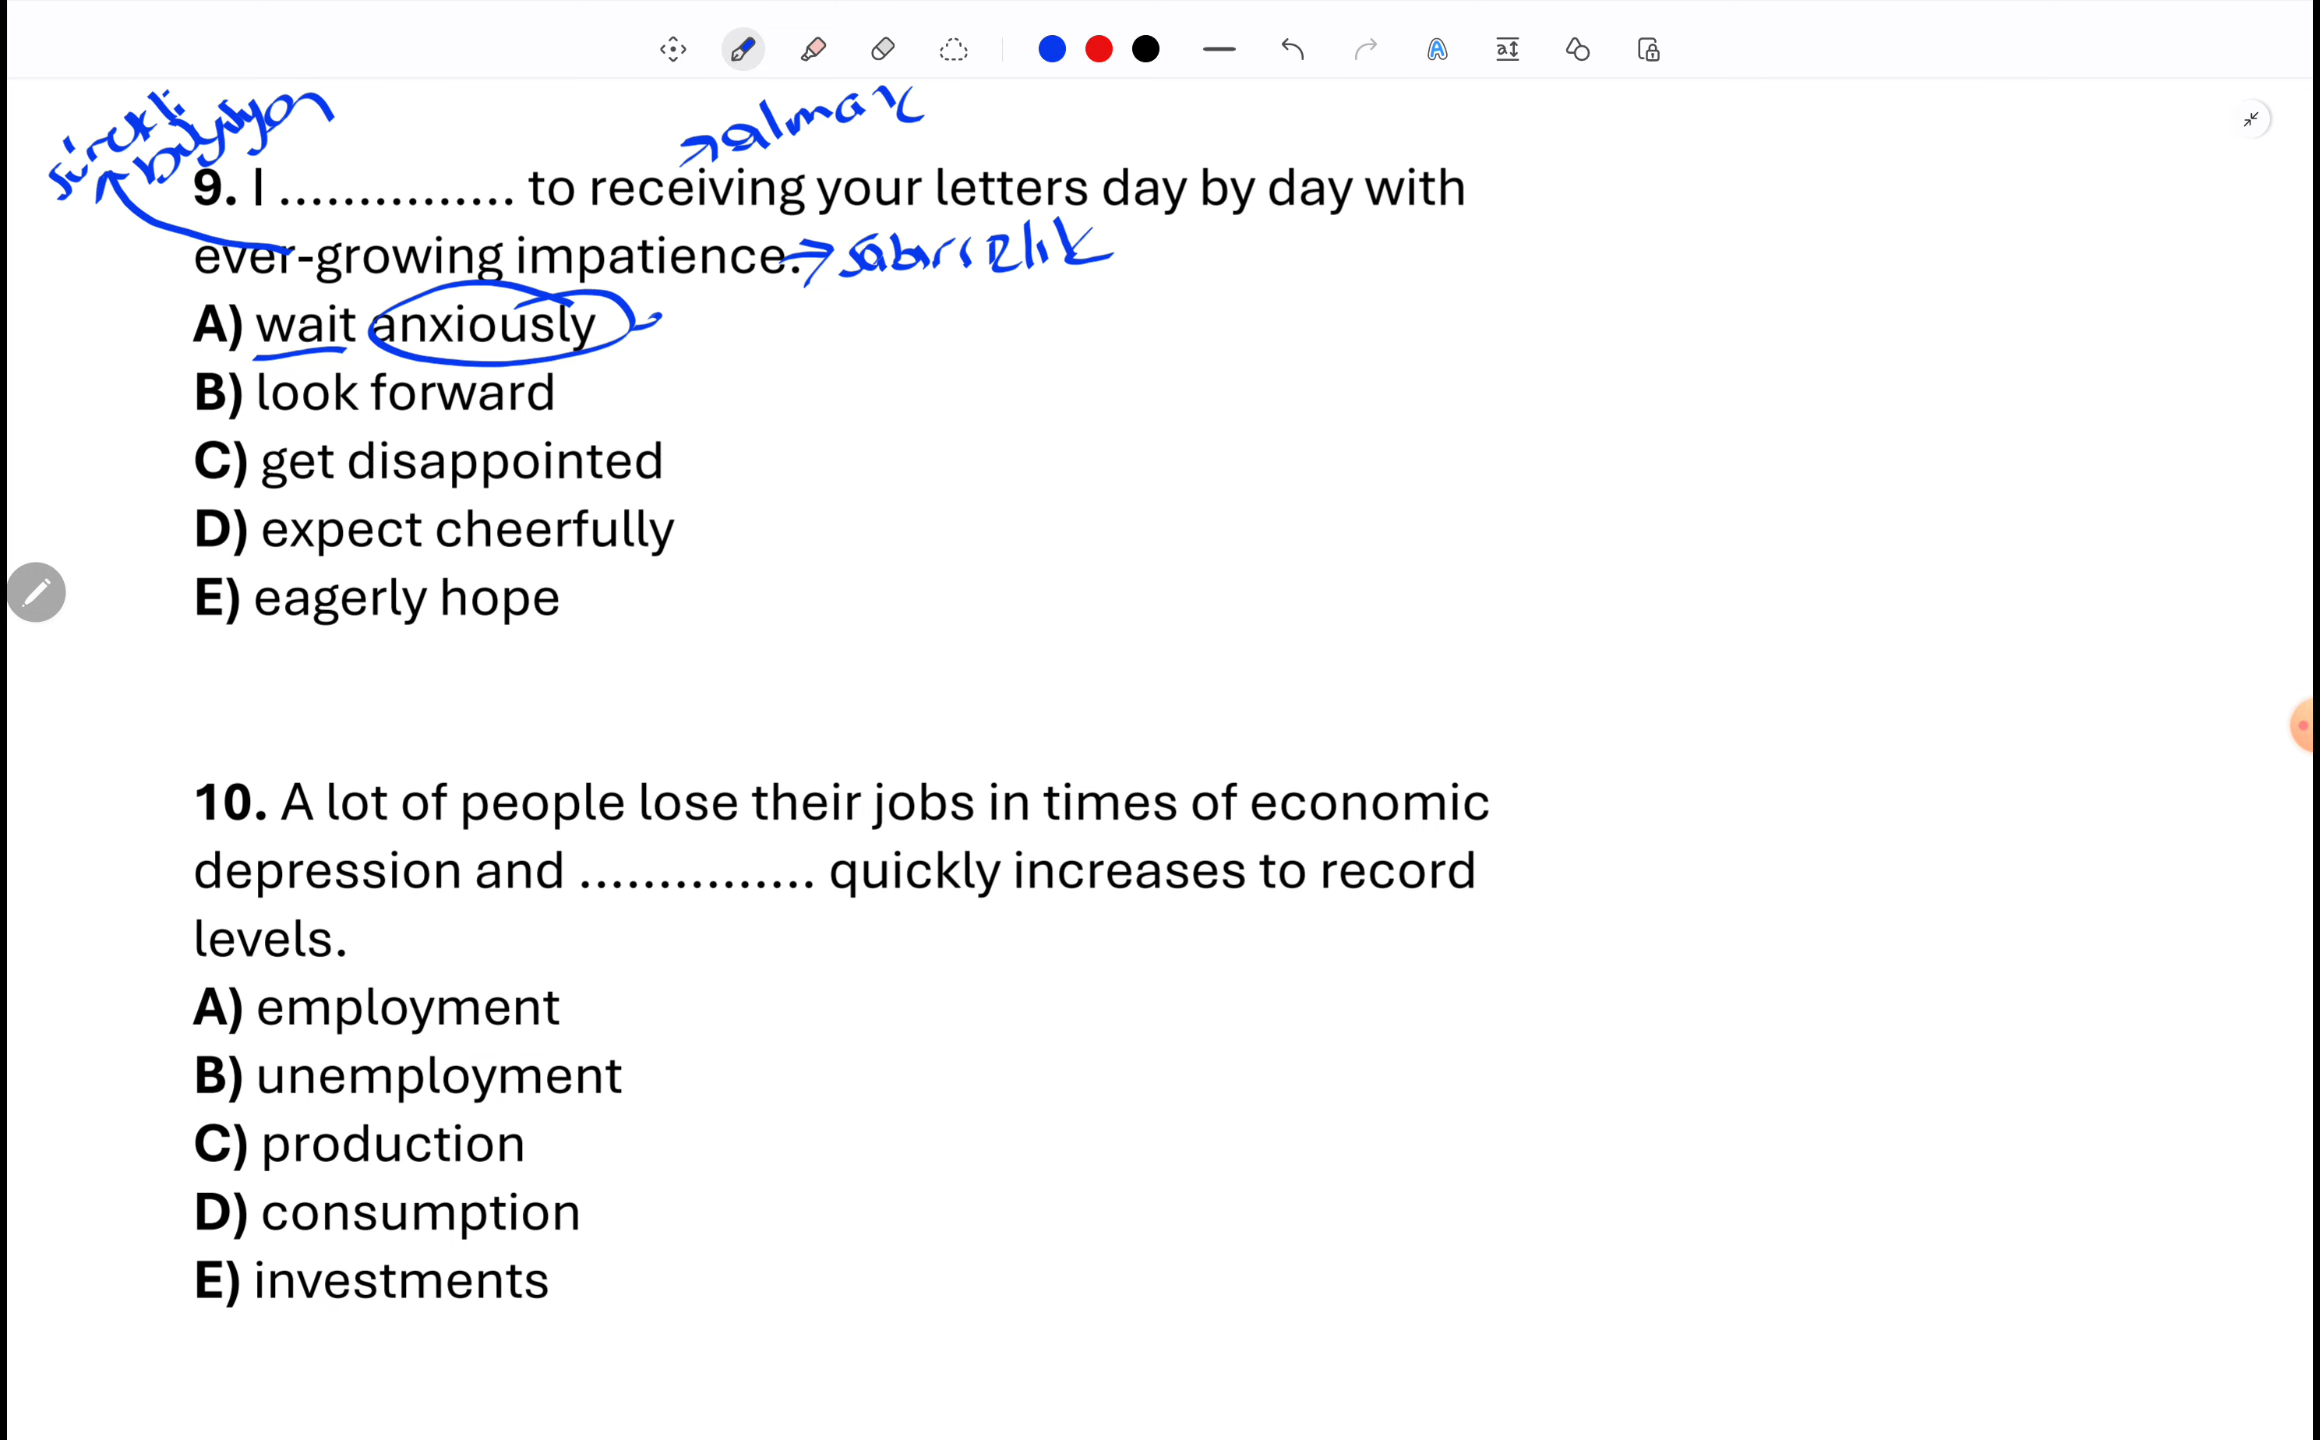 sürekli
büyüyen
→ almak
9. I ............... to receiving your letters day by day with
ever-growing impatience. → sabırsızlık
A) wait anxiously
B) look forward
C) get disappointed
D) expect cheerfully
E) eagerly hope
10. A lot of people lose their jobs in times of economic
depression and ............... quickly increases to record
levels.
A) employment
B) unemployment
C) production
D) consumption
E) investments